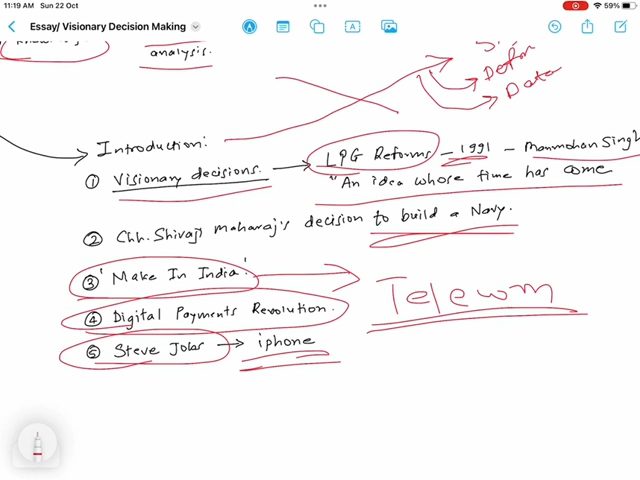 11:19 AM Sun 22 Oct
59%
Essay/ Visionary Decision Making
analysis.
Data
Introduction:
① Visionary decisions. → LPG Reforms - 1991 - Manmohan Singh
"An idea whose time has come
② Chh. Shivaji Maharaj's decision to build a Navy.
③ 'Make In India'
④ Digital Payments Revolution.
⑤ Steve Jobs → iphone
Telecom